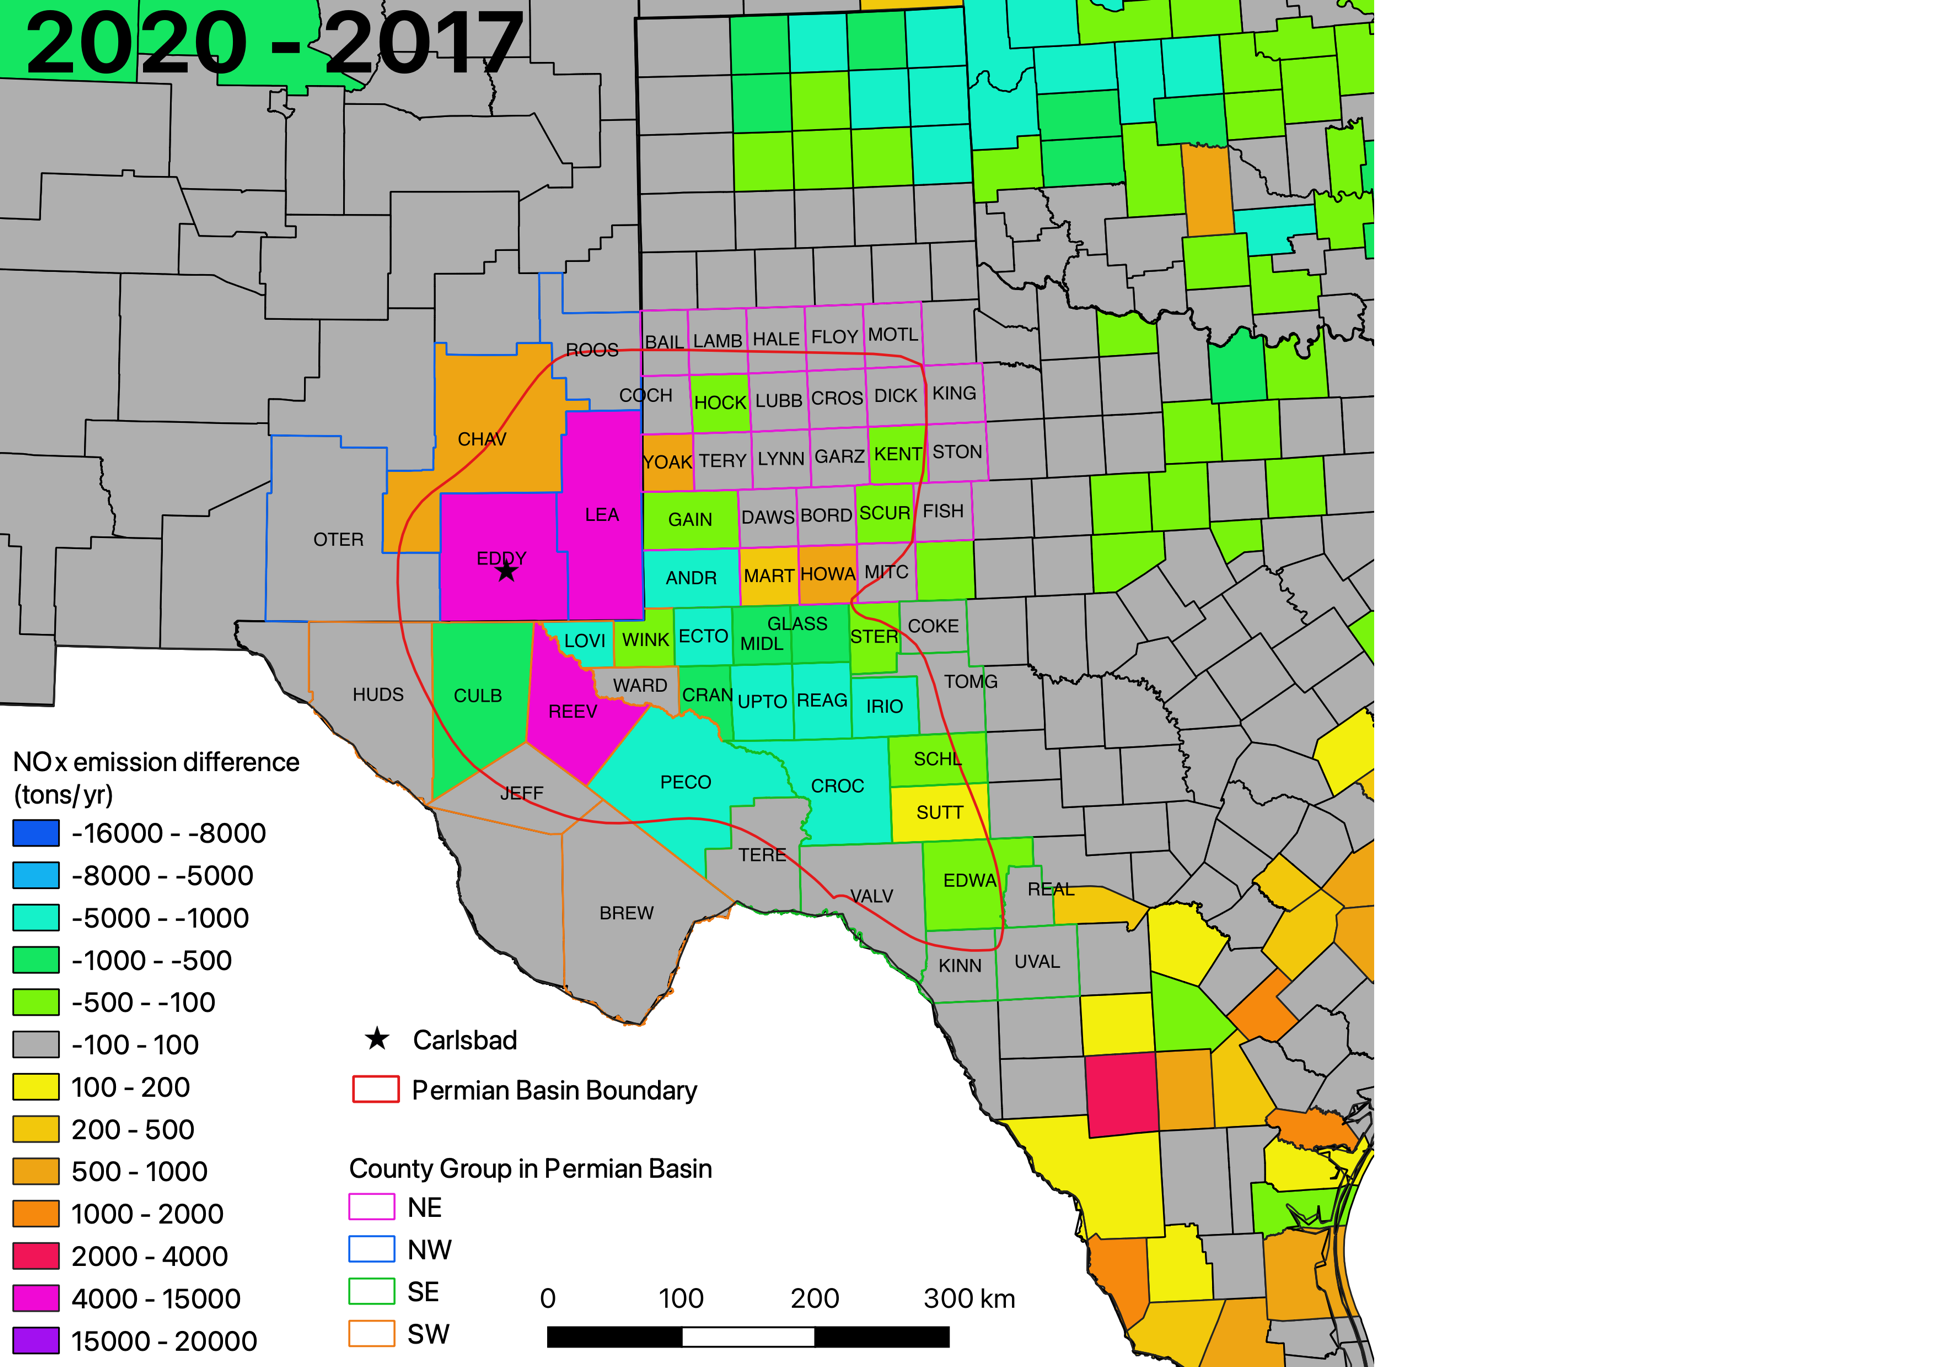 2020 - 2017
ROOS
BAIL LAMB HALE FLOY MOTL
COCH HOCK LUBB CROS DICK KING
CHAV YOAK TERY LYNN GARZ KENT STON
OTER LEA GAIN DAWS BORD SCUR FISH
EDDY ANDR MART HOWA MITC
LOVI WINK ECTO MIDL GLASS STER COKE
HUDS CULB REEV WARD CRAN UPTO REAG IRIO TOMG
JEFF PECO CROC SCHL
SUTT
BREW TERE VALV EDWA REAL
KINN UVAL
NOx emission difference
(tons/yr)
-16000 - -8000
-8000 - -5000
-5000 - -1000
-1000 - -500
-500 - -100
-100 - 100
100 - 200
200 - 500
500 - 1000
1000 - 2000
2000 - 4000
4000 - 15000
15000 - 20000
Carlsbad
Permian Basin Boundary
County Group in Permian Basin
NE
NW
SE
SW
0 100 200 300 km